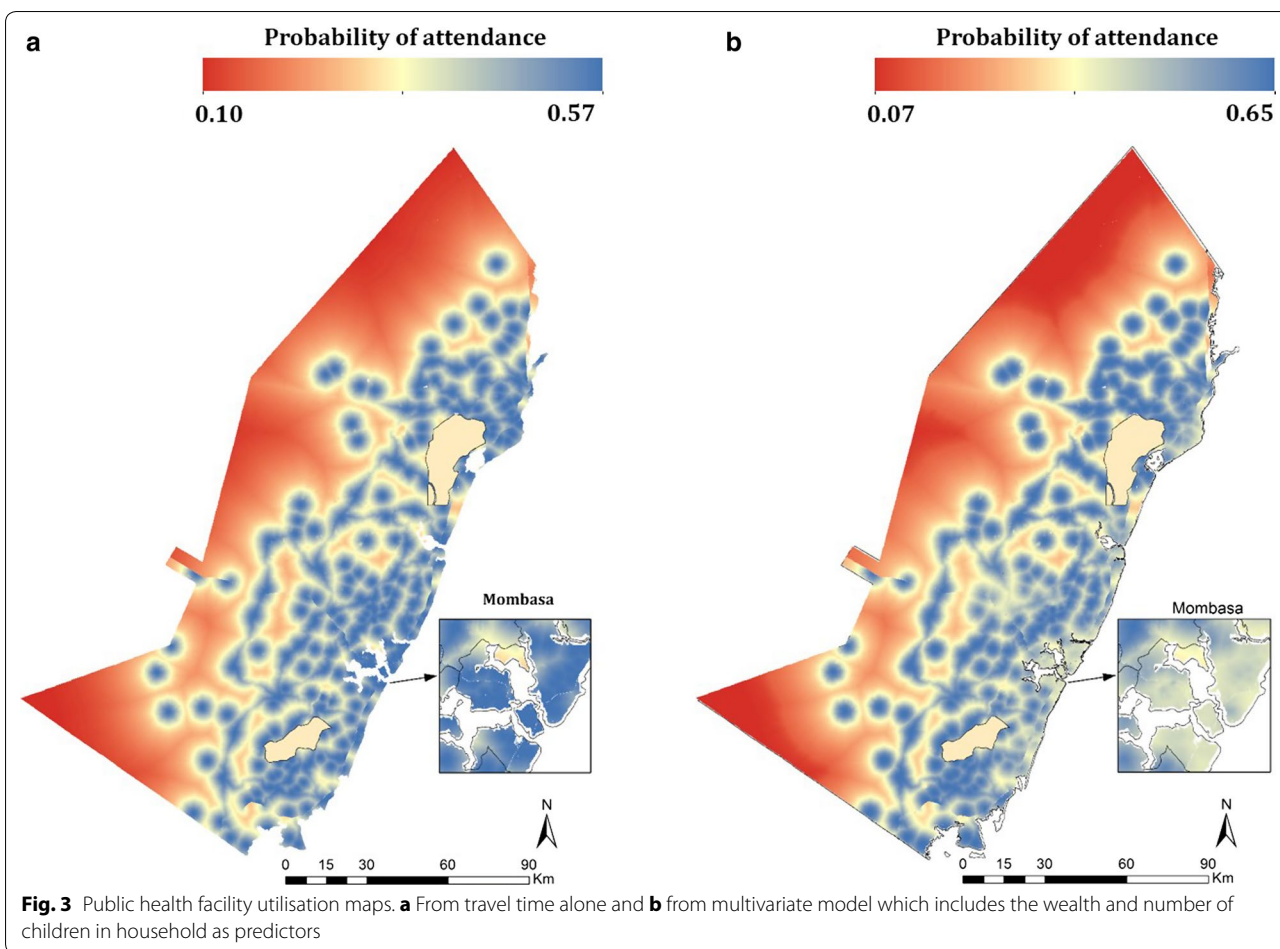 a
Probability of attendance
0.10 0.57
Mombasa
N
0 15 30 60 90
Km
b
Probability of attendance
0.07 0.65
Mombasa
N
0 15 30 60 90
Km
Fig. 3 Public health facility utilisation maps. a From travel time alone and b from multivariate model which includes the wealth and number of
children in household as predictors